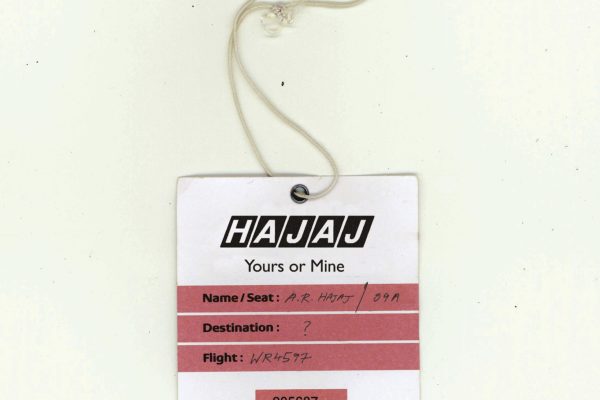 HAJAJ
Yours or Mine
Name / Seat : A.R. HAJAJ / 09A
Destination : ?
Flight : WR4597